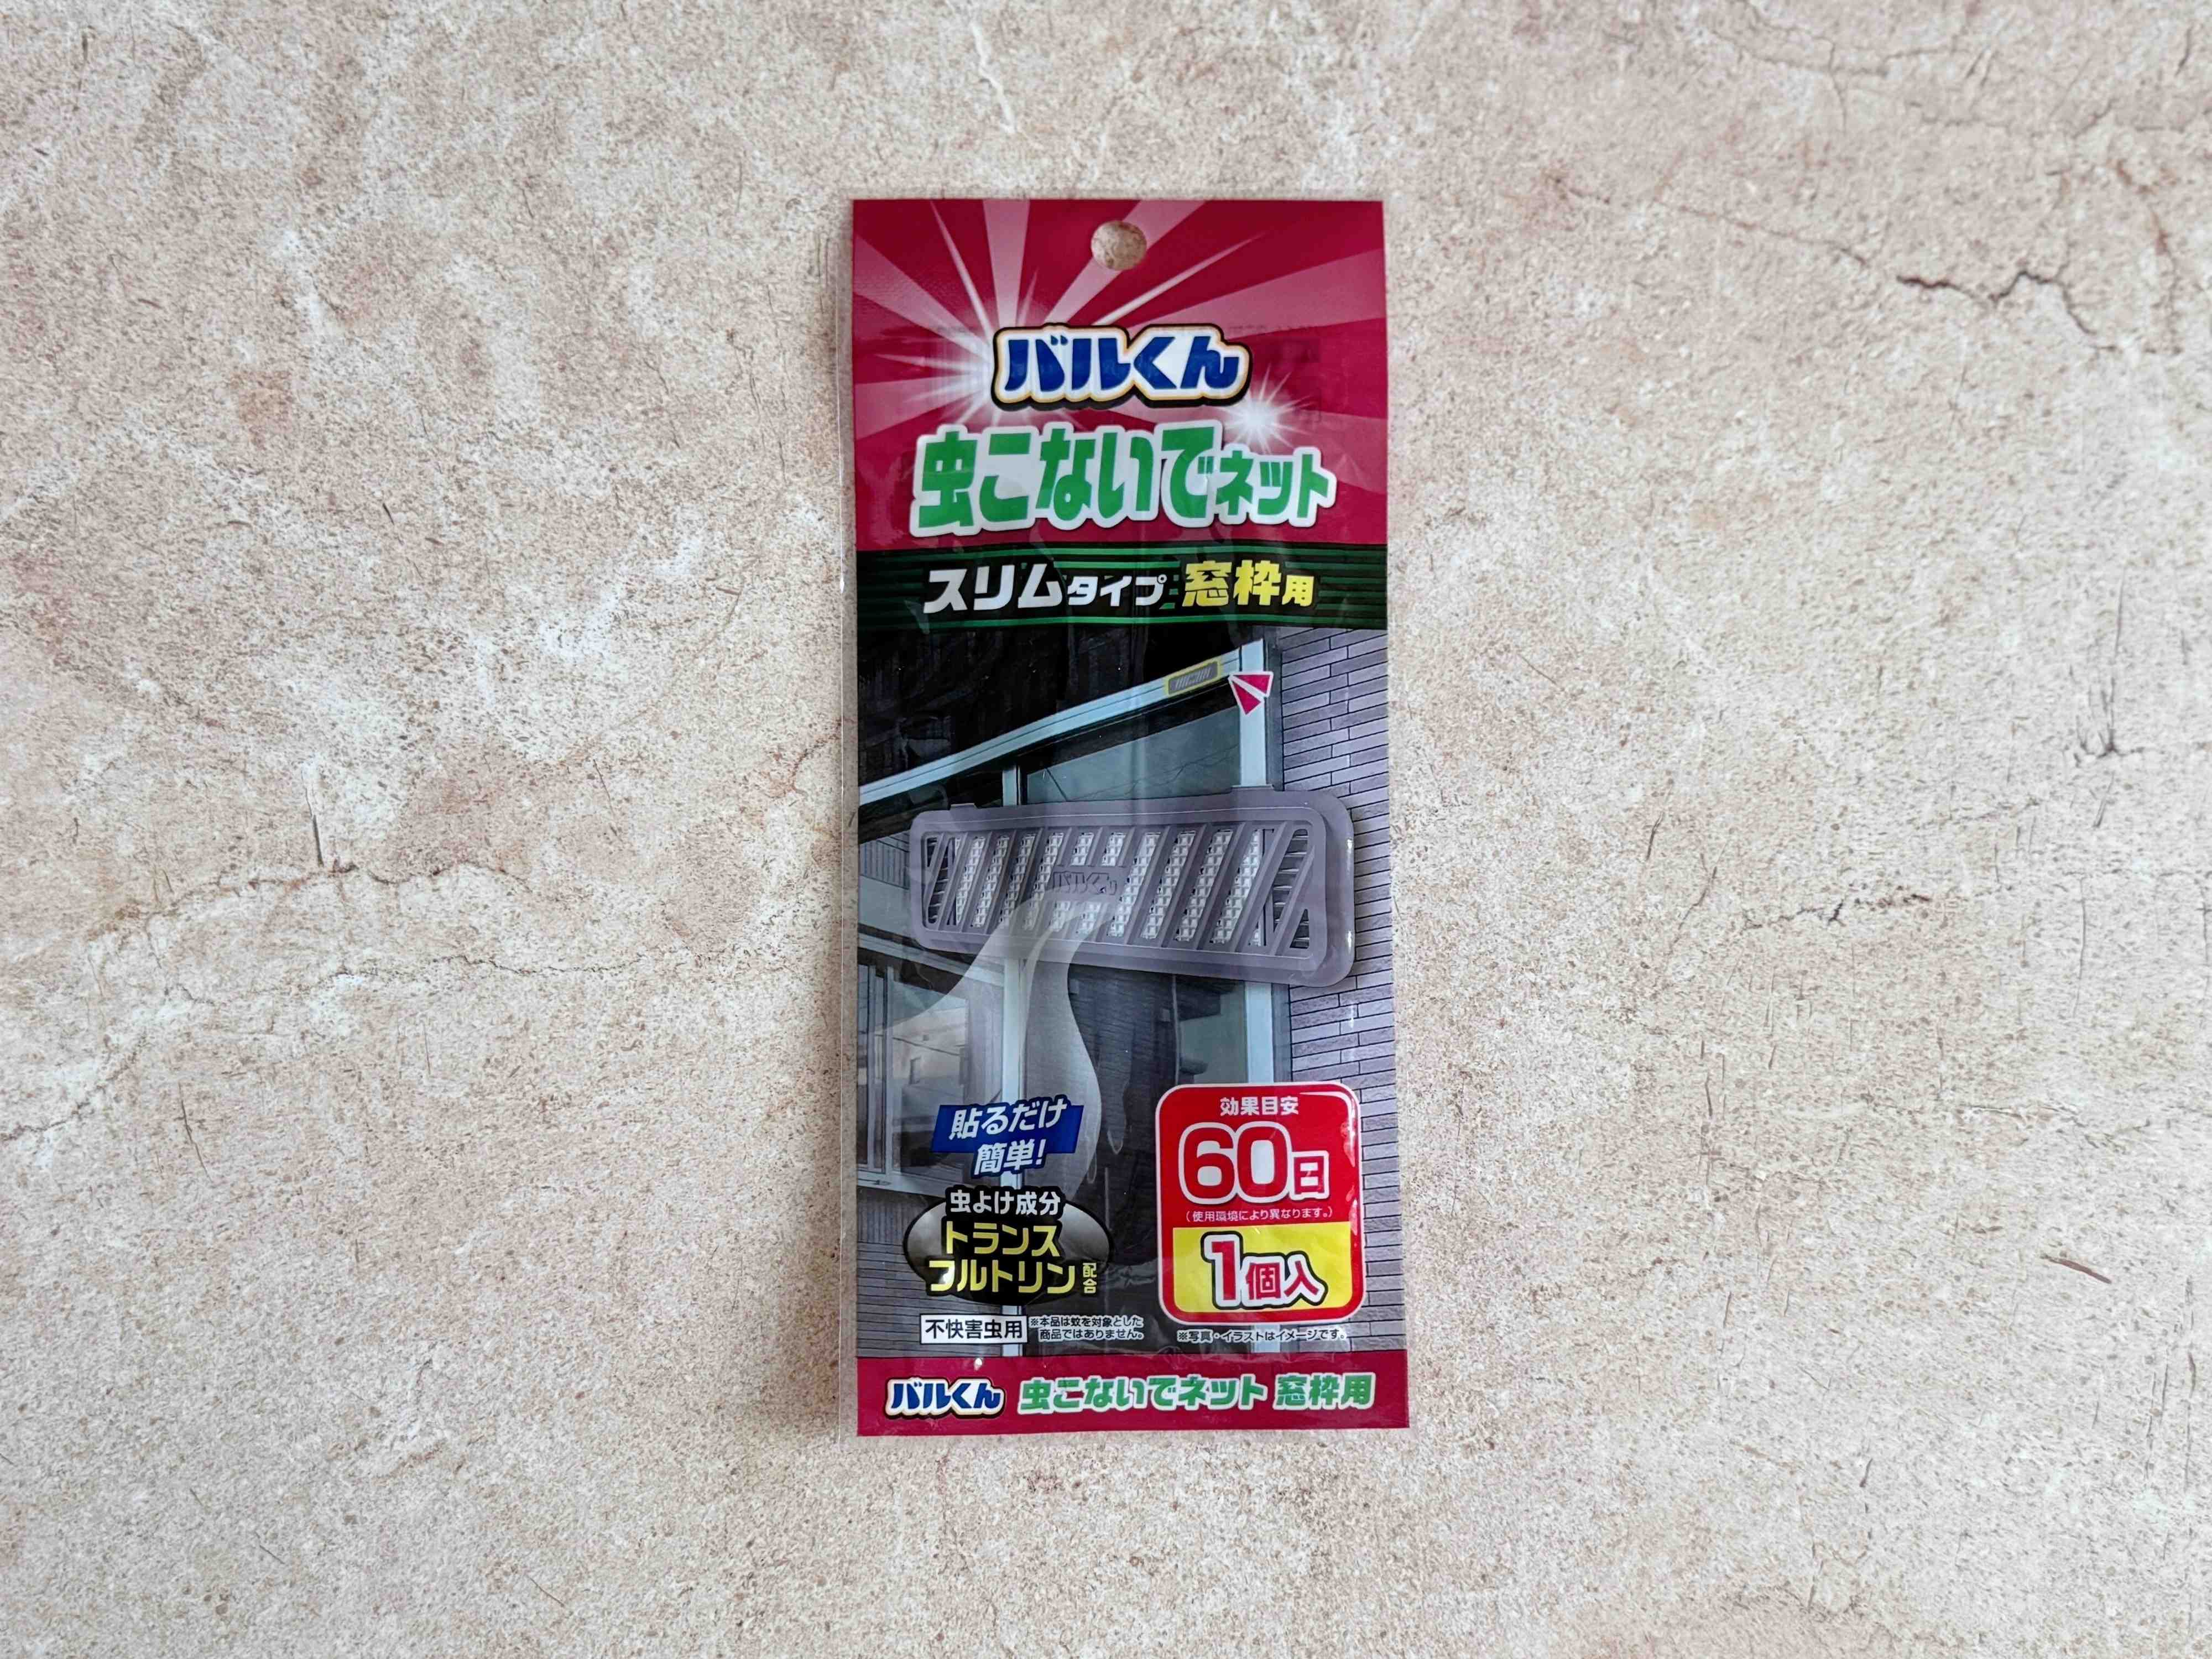 バルくん
虫こないでネット
スリムタイプ 窓枠用
バルくん
貼るだけ
簡単!
虫よけ成分
トランス
フルトリン配合
効果目安
60日
(使用環境により異なります。)
1個入
不快害虫用 ※本品は蚊を対象とした
商品ではありません。
※写真・イラストはイメージです。
バルくん 虫こないでネット 窓枠用